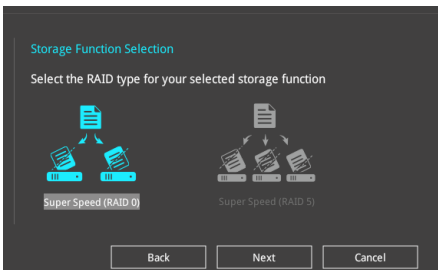 Storage Function Selection
Select the RAID type for your selected storage function
Super Speed (RAID 0)
Super Speed (RAID 5)
Back
Next
Cancel